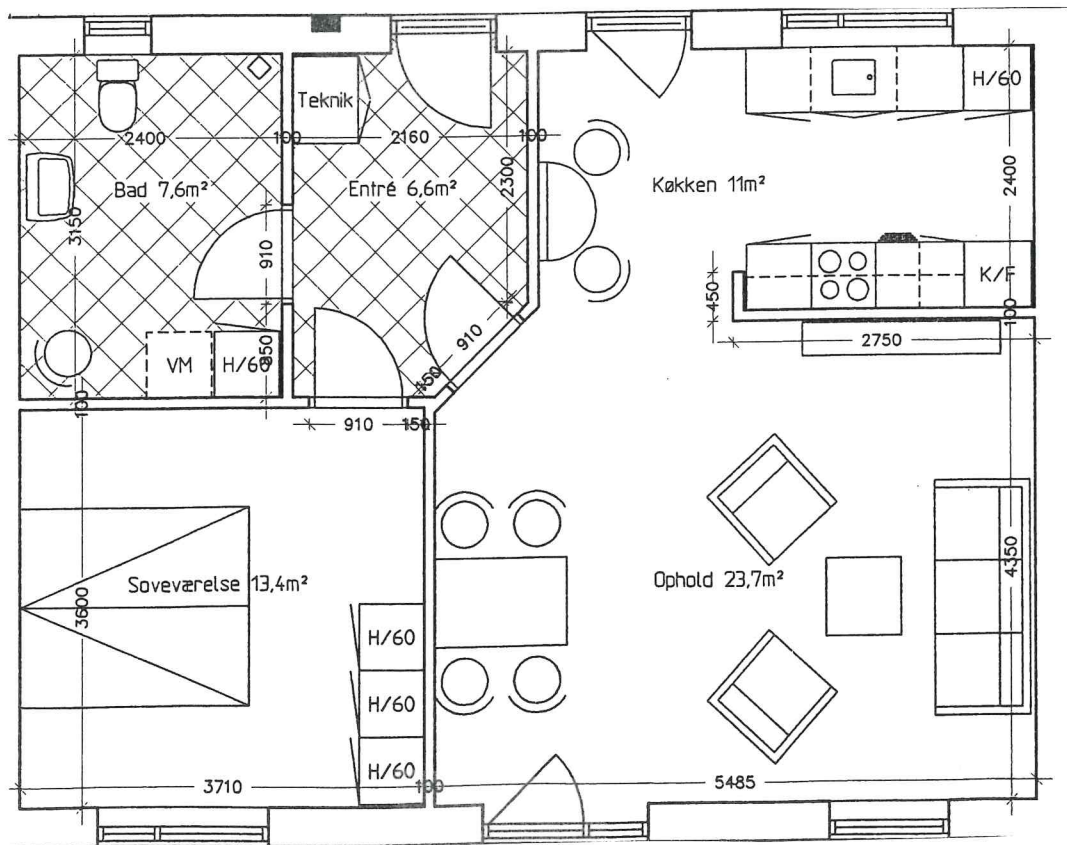 Teknik
H/60
2400
100
2160
100
Bad 7,6m²
Entré 6,6m²
2300
Køkken 11m²
2400
3150
910
450
K/F
910
100
VM
H/60
850
150
2750
100
910
150
Soveværelse 13,4m²
3600
Ophold 23,7m²
4350
H/60
H/60
H/60
3710
100
5485